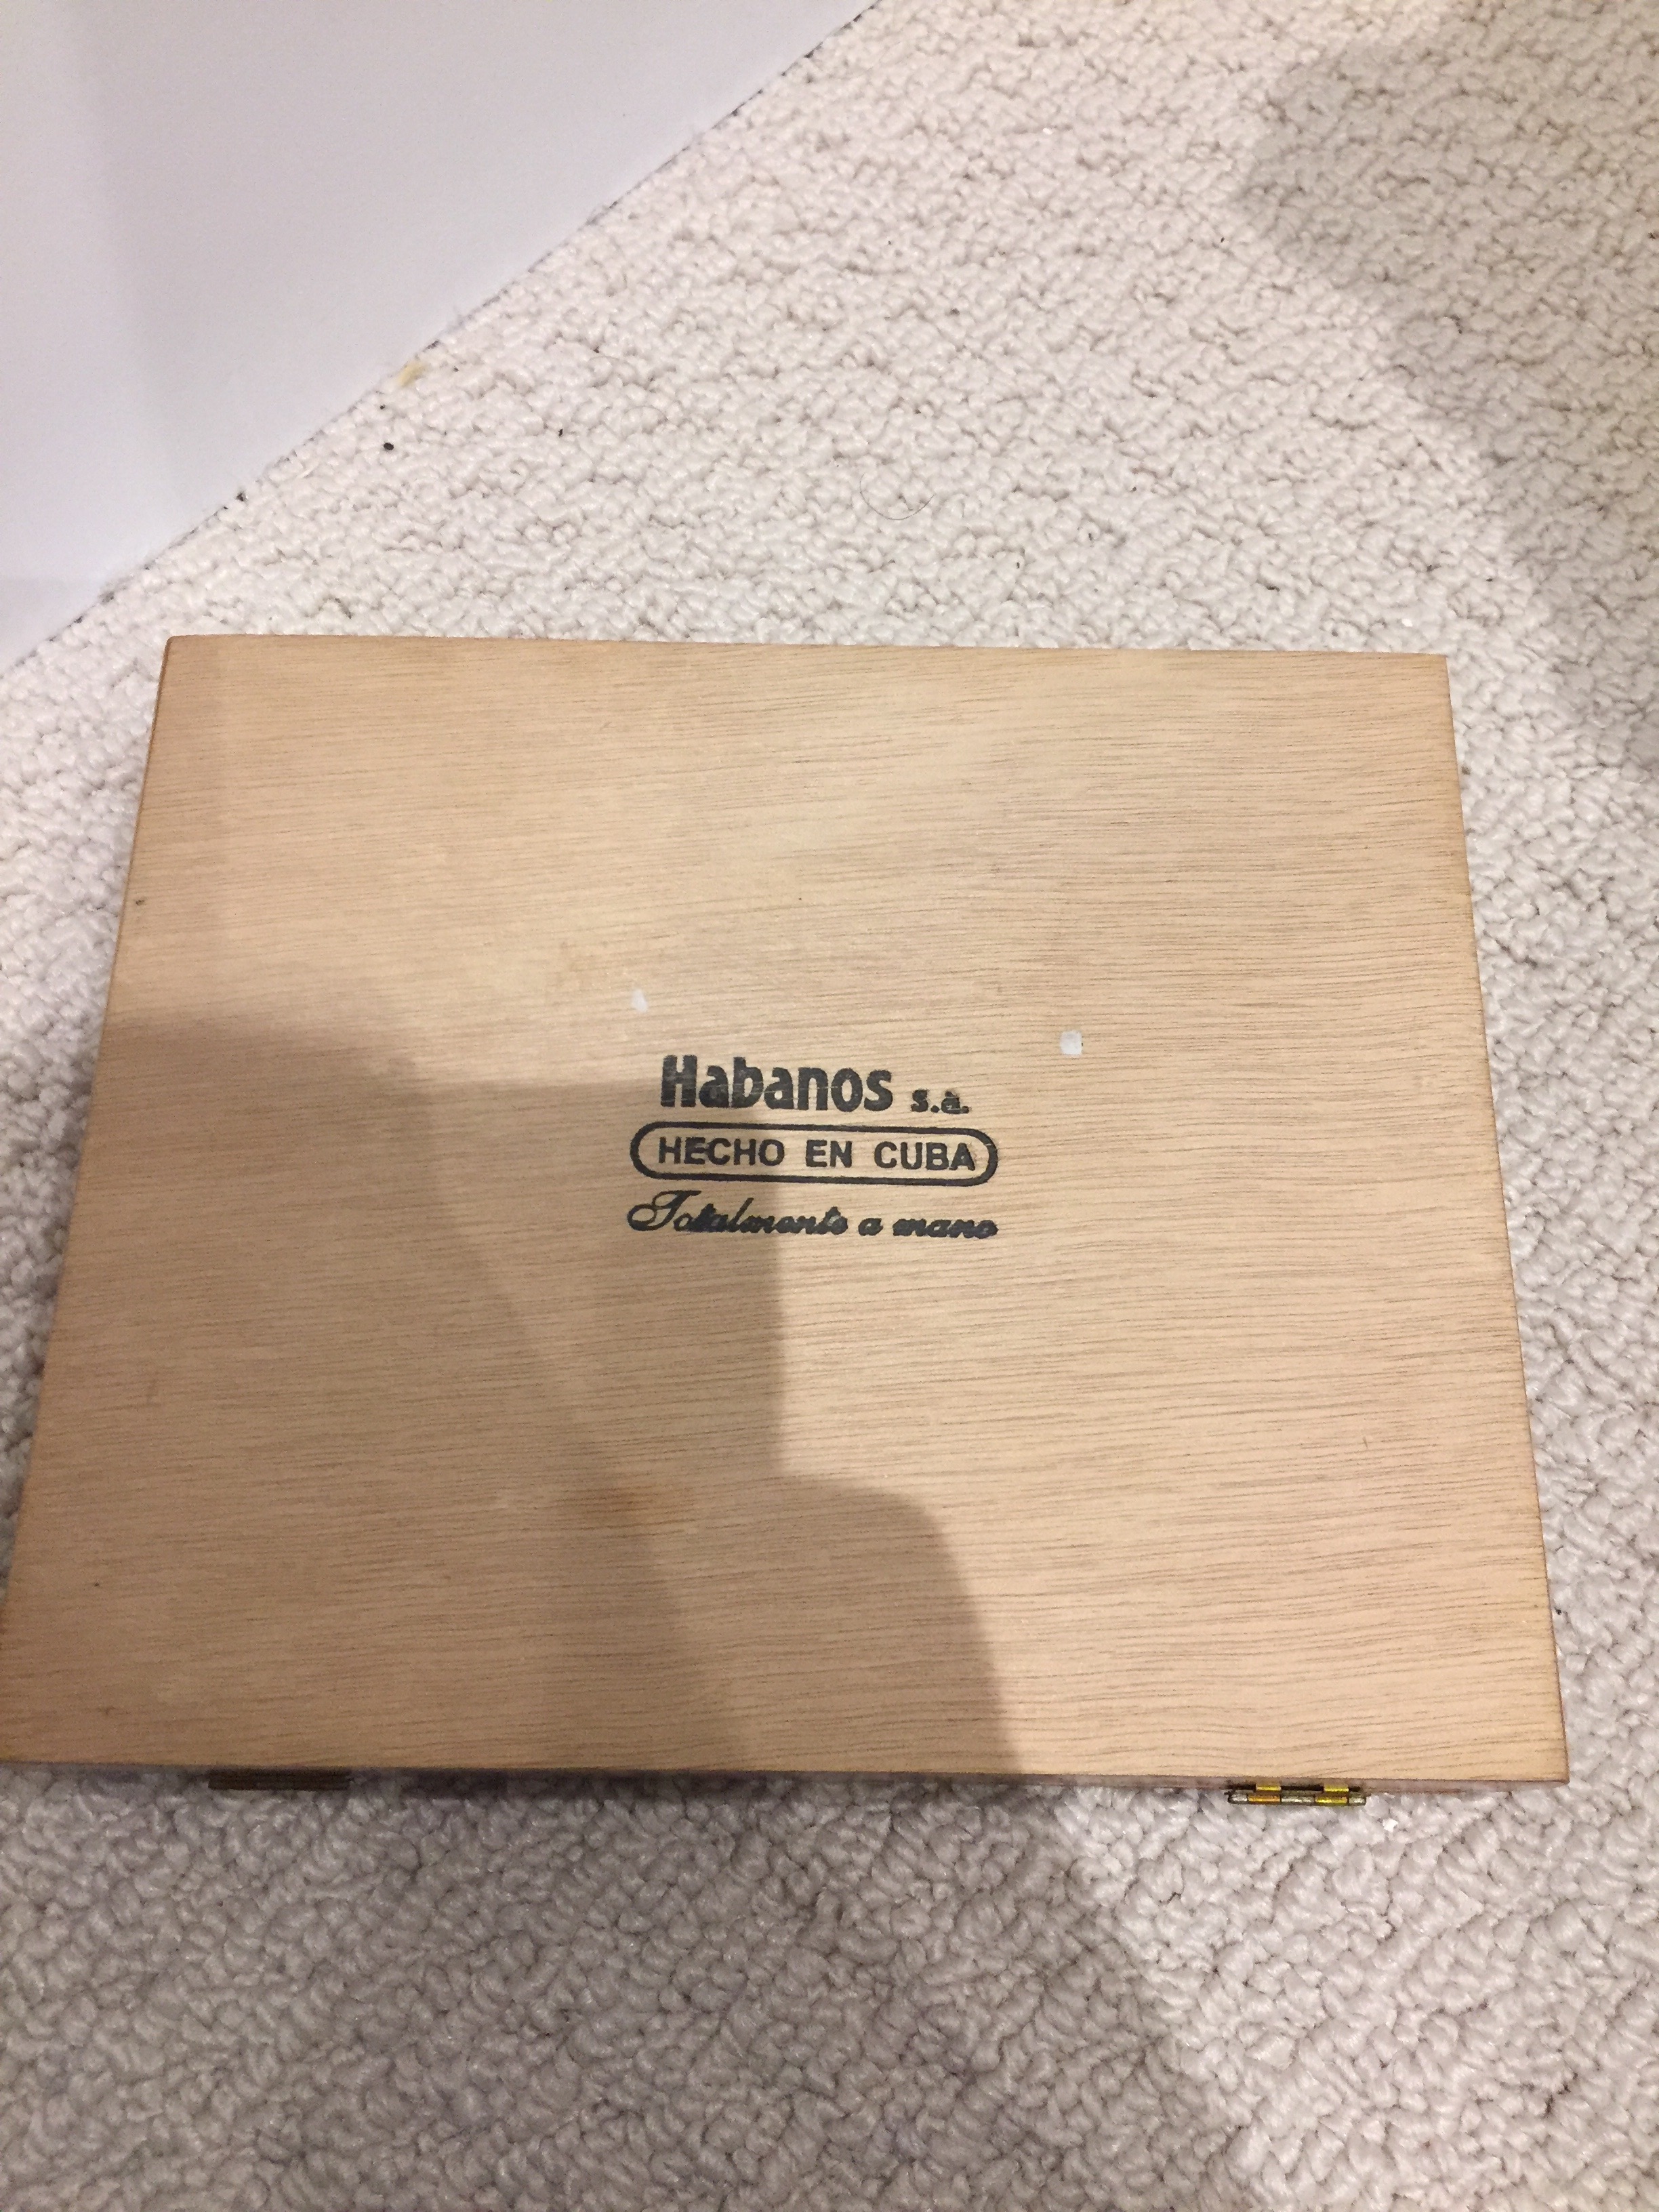 Habanos s.a.
HECHO EN CUBA
Totalmente a mano